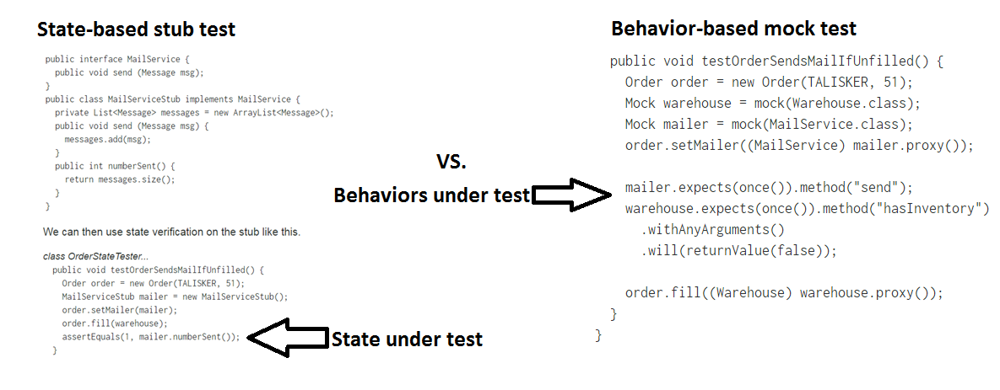 State-based stub test
public interface MailService {
public void send (Message msg);
}
public class MailServiceStub implements MailService {
private List<Message> messages = new ArrayList<Message>();
public void send (Message msg) {
messages.add(msg);
}
public int numberSent() {
return messages.size();
}
}
We can then use state verification on the stub like this.
class OrderStateTester...
public void testOrderSendsMailIfUnfilled() {
Order order = new Order(TALISKER, 51);
MailServiceStub mailer = new MailServiceStub();
order.setMailer(mailer);
order.fill(warehouse);
assertEquals(1, mailer.numberSent());
}
State under test
VS.
Behaviors under test
Behavior-based mock test
public void testOrderSendsMailIfUnfilled() {
Order order = new Order(TALISKER, 51);
Mock warehouse = mock(Warehouse.class);
Mock mailer = mock(MailService.class);
order.setMailer((MailService) mailer.proxy());
mailer.expects(once()).method("send");
warehouse.expects(once()).method("hasInventory")
.withAnyArguments()
.will(returnValue(false));
order.fill((Warehouse) warehouse.proxy());
}
}